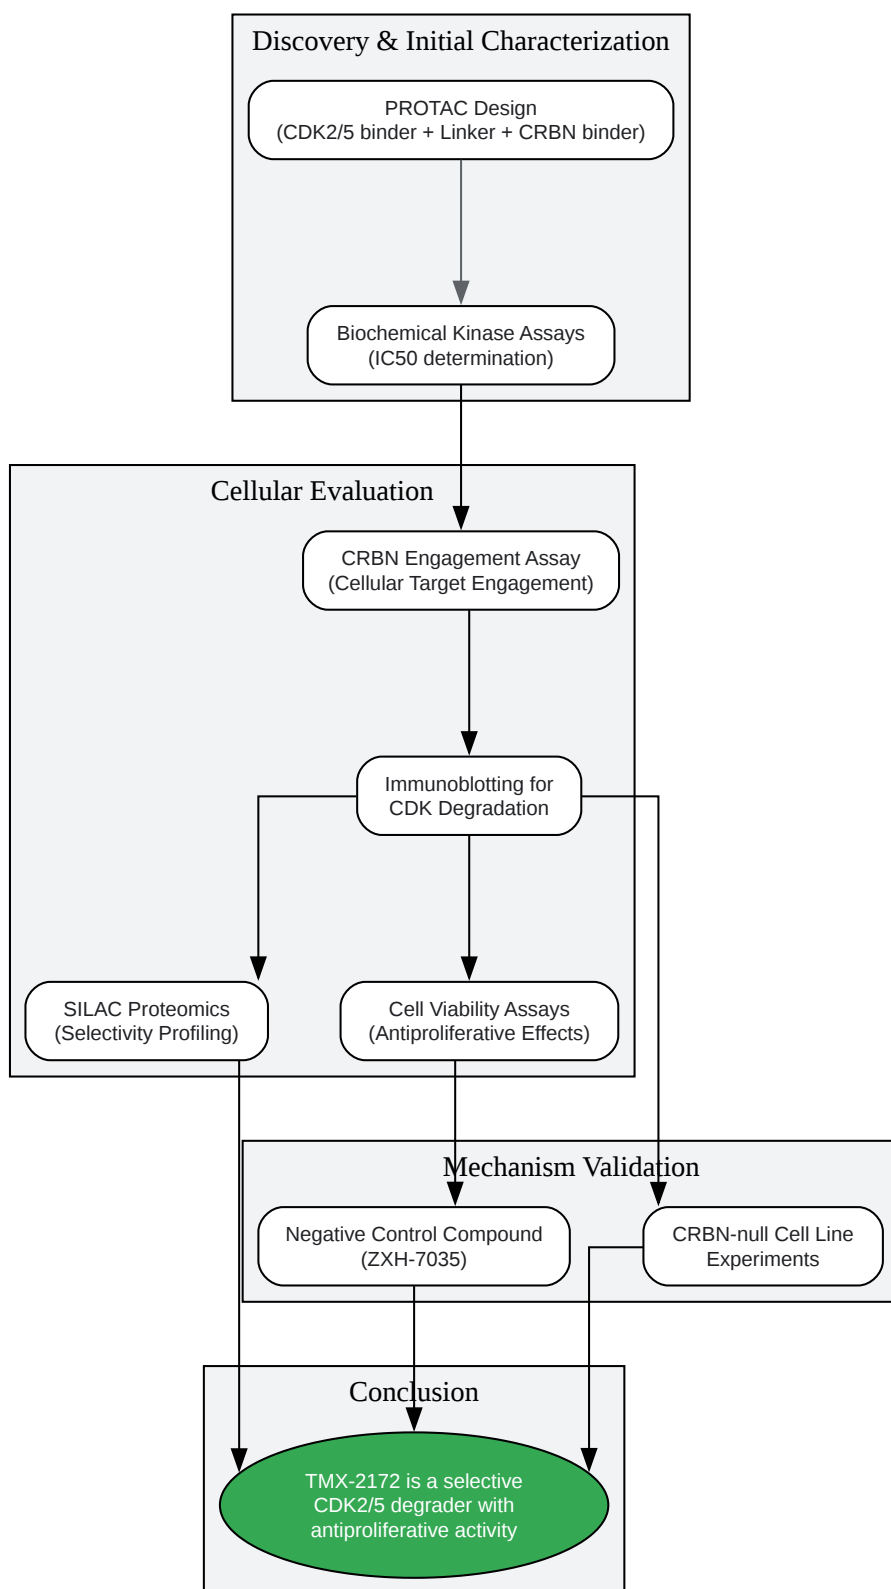 Discovery & Initial Characterization
PROTAC Design
(CDK2/5 binder + Linker + CRBN binder)
Biochemical Kinase Assays
(IC50 determination)
Cellular Evaluation
CRBN Engagement Assay
(Cellular Target Engagement)
Immunoblotting for
CDK Degradation
SILAC Proteomics
(Selectivity Profiling)
Cell Viability Assays
(Antiproliferative Effects)
Mechanism Validation
Negative Control Compound
(ZXH-7035)
CRBN-null Cell Line
Experiments
Conclusion
TMX-2172 is a selective
CDK2/5 degrader with
antiproliferative activity